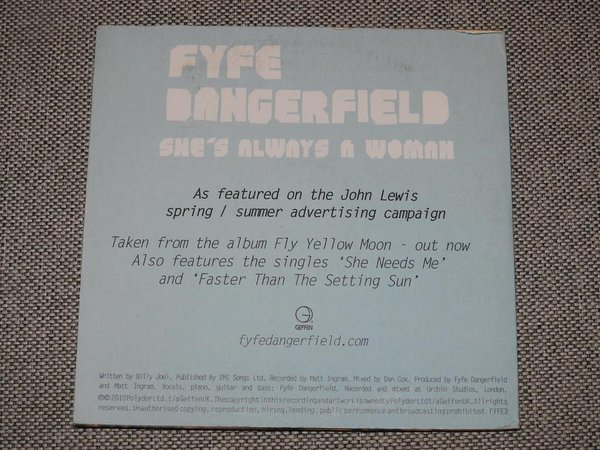 FYFE
DANGERFIELD
SHE'S ALWAYS A WOMAN
As featured on the John Lewis
spring / summer advertising campaign
Taken from the album Fly Yellow Moon - out now
Also features the singles 'She Needs Me'
and 'Faster Than The Setting Sun'
G
GEFFEN
fyfedangerfield.com
Written by Billy Joel. Published By EMI Songs Ltd. Recorded by Matt Ingram. Mixed by Dan Cox. Produced by Fyfe Dangerfield
and Matt Ingram. Vocals, piano, guitar and bass: Fyfe Dangerfield. Recorded and mixed at Urchin Studios, London.
℗© 2010 Polydor Ltd. t/a Geffen UK. The copyright in this recording and artwork is owned by Polydor Ltd. t/a Geffen UK. All rights
reserved. Unauthorised copying, reproduction, hiring, lending, public performance and broadcasting prohibited. FYFE3